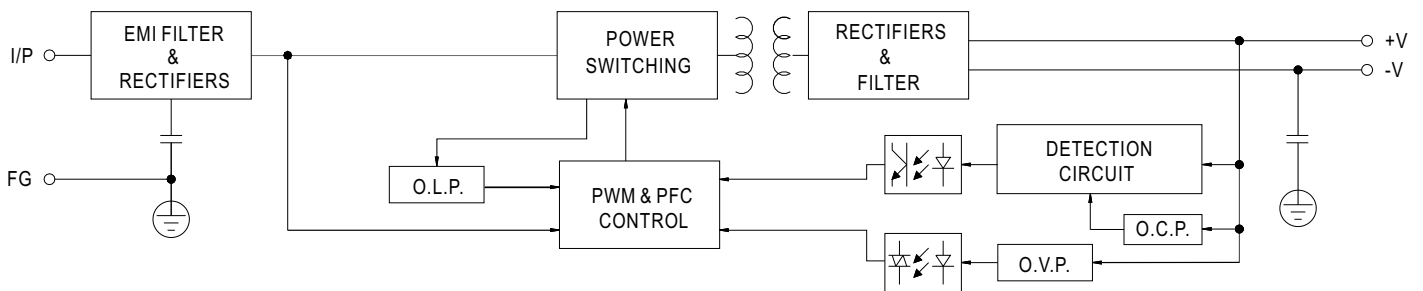 I/P
EMI FILTER
&
RECTIFIERS
POWER
SWITCHING
RECTIFIERS
&
FILTER
+V
-V
FG
O.L.P.
PWM & PFC
CONTROL
DETECTION
CIRCUIT
O.C.P.
O.V.P.